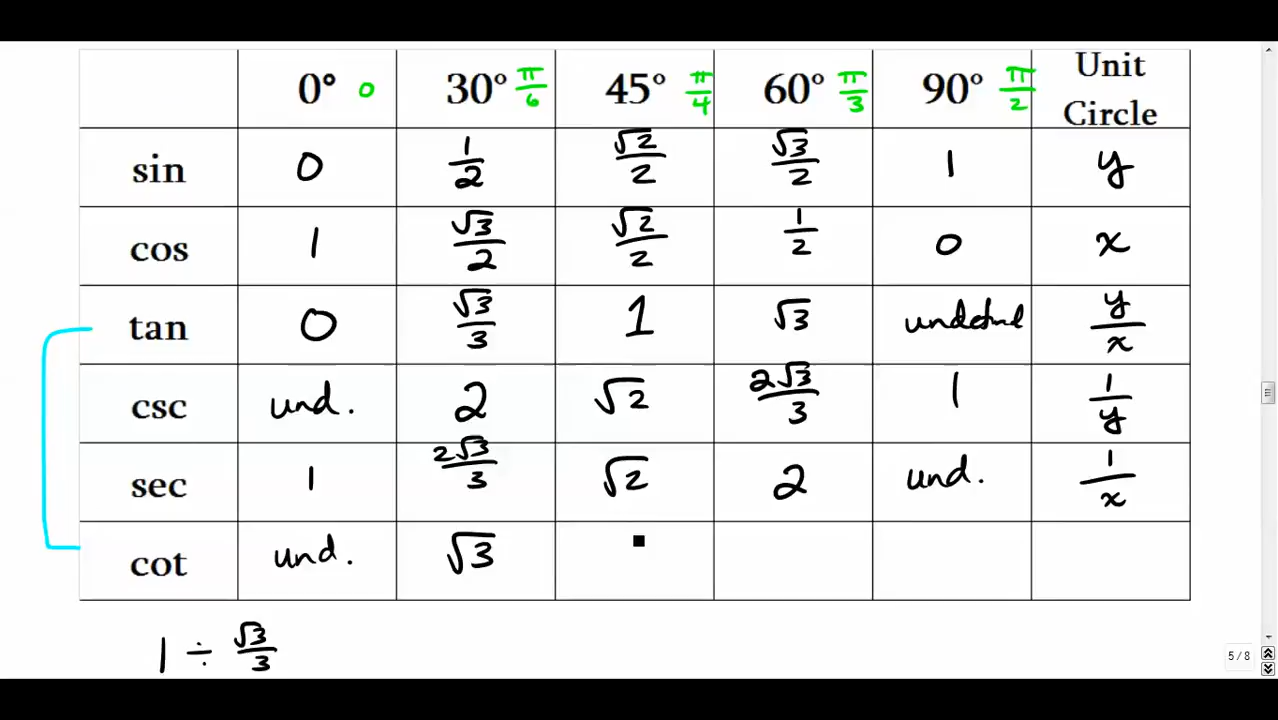 0° 0 30° π/6 45° π/4 60° π/3 90° π/2 Unit Circle
sin 0 1/2 √2/2 √3/2 1 y
cos 1 √3/2 √2/2 1/2 0 x
tan 0 √3/3 1 √3 undefined y/x
csc und. 2 √2 2√3/3 1 1/y
sec 1 2√3/3 √2 2 und. 1/x
cot und. √3
1 ÷ √3/3
5 / 8